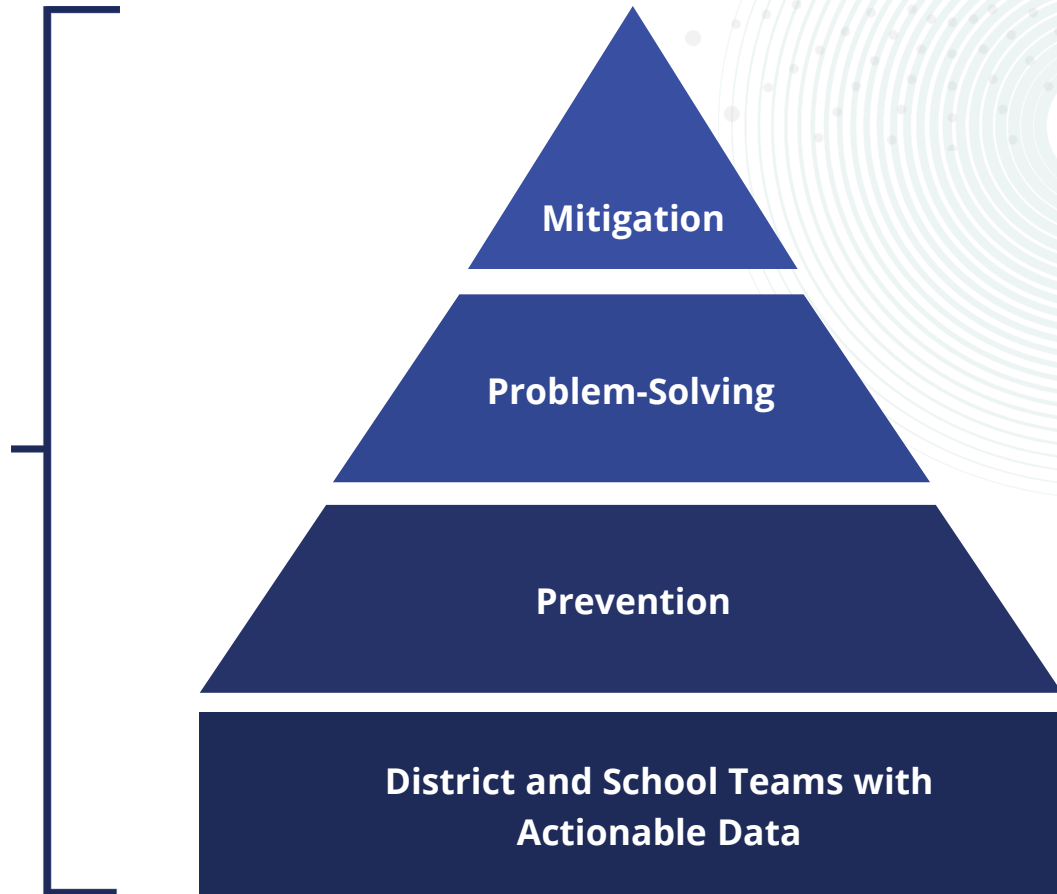 Mitigation
Problem-Solving
Prevention
District and School Teams with
Actionable Data